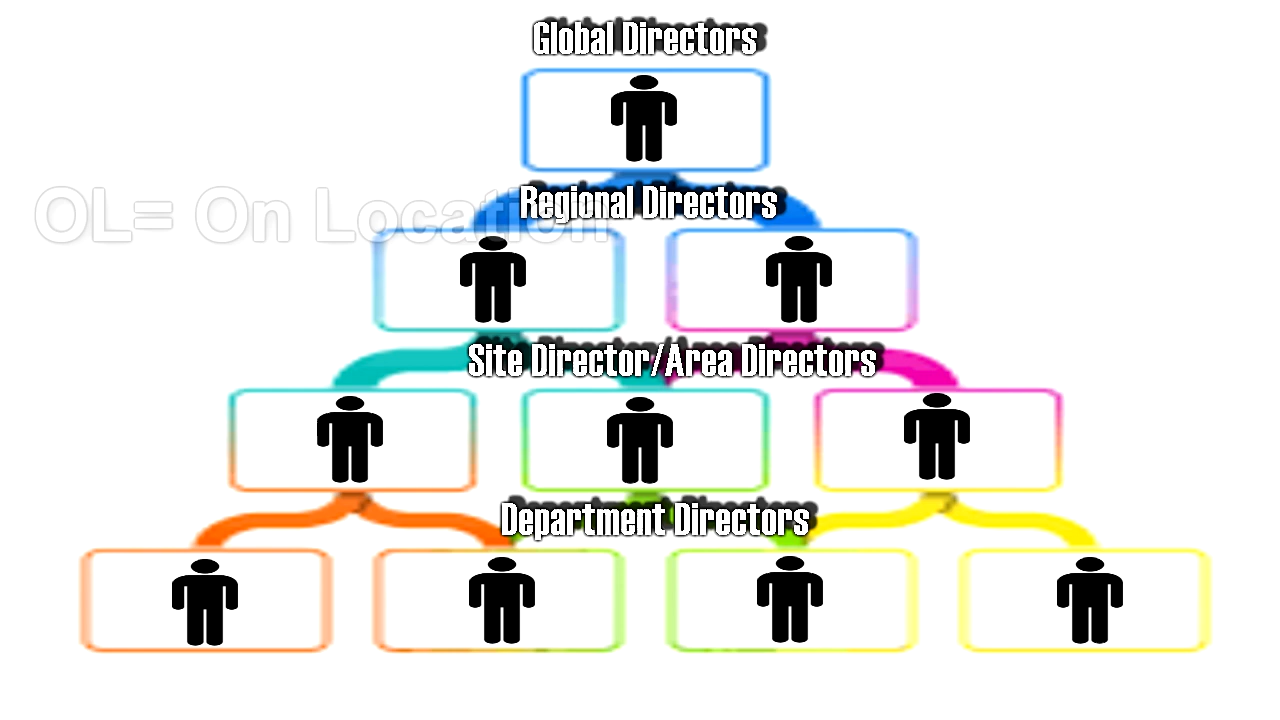 Global Directors
OL= On Location
Regional Directors
Site Director/Area Directors
Department Directors